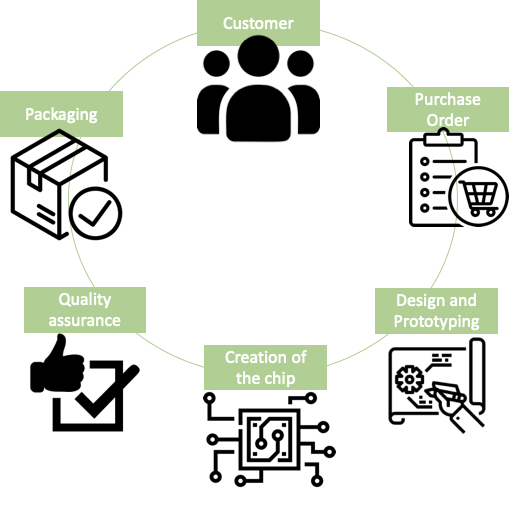 Customer
Purchase
Order
Design and
Prototyping
Creation of
the chip
Quality
assurance
Packaging